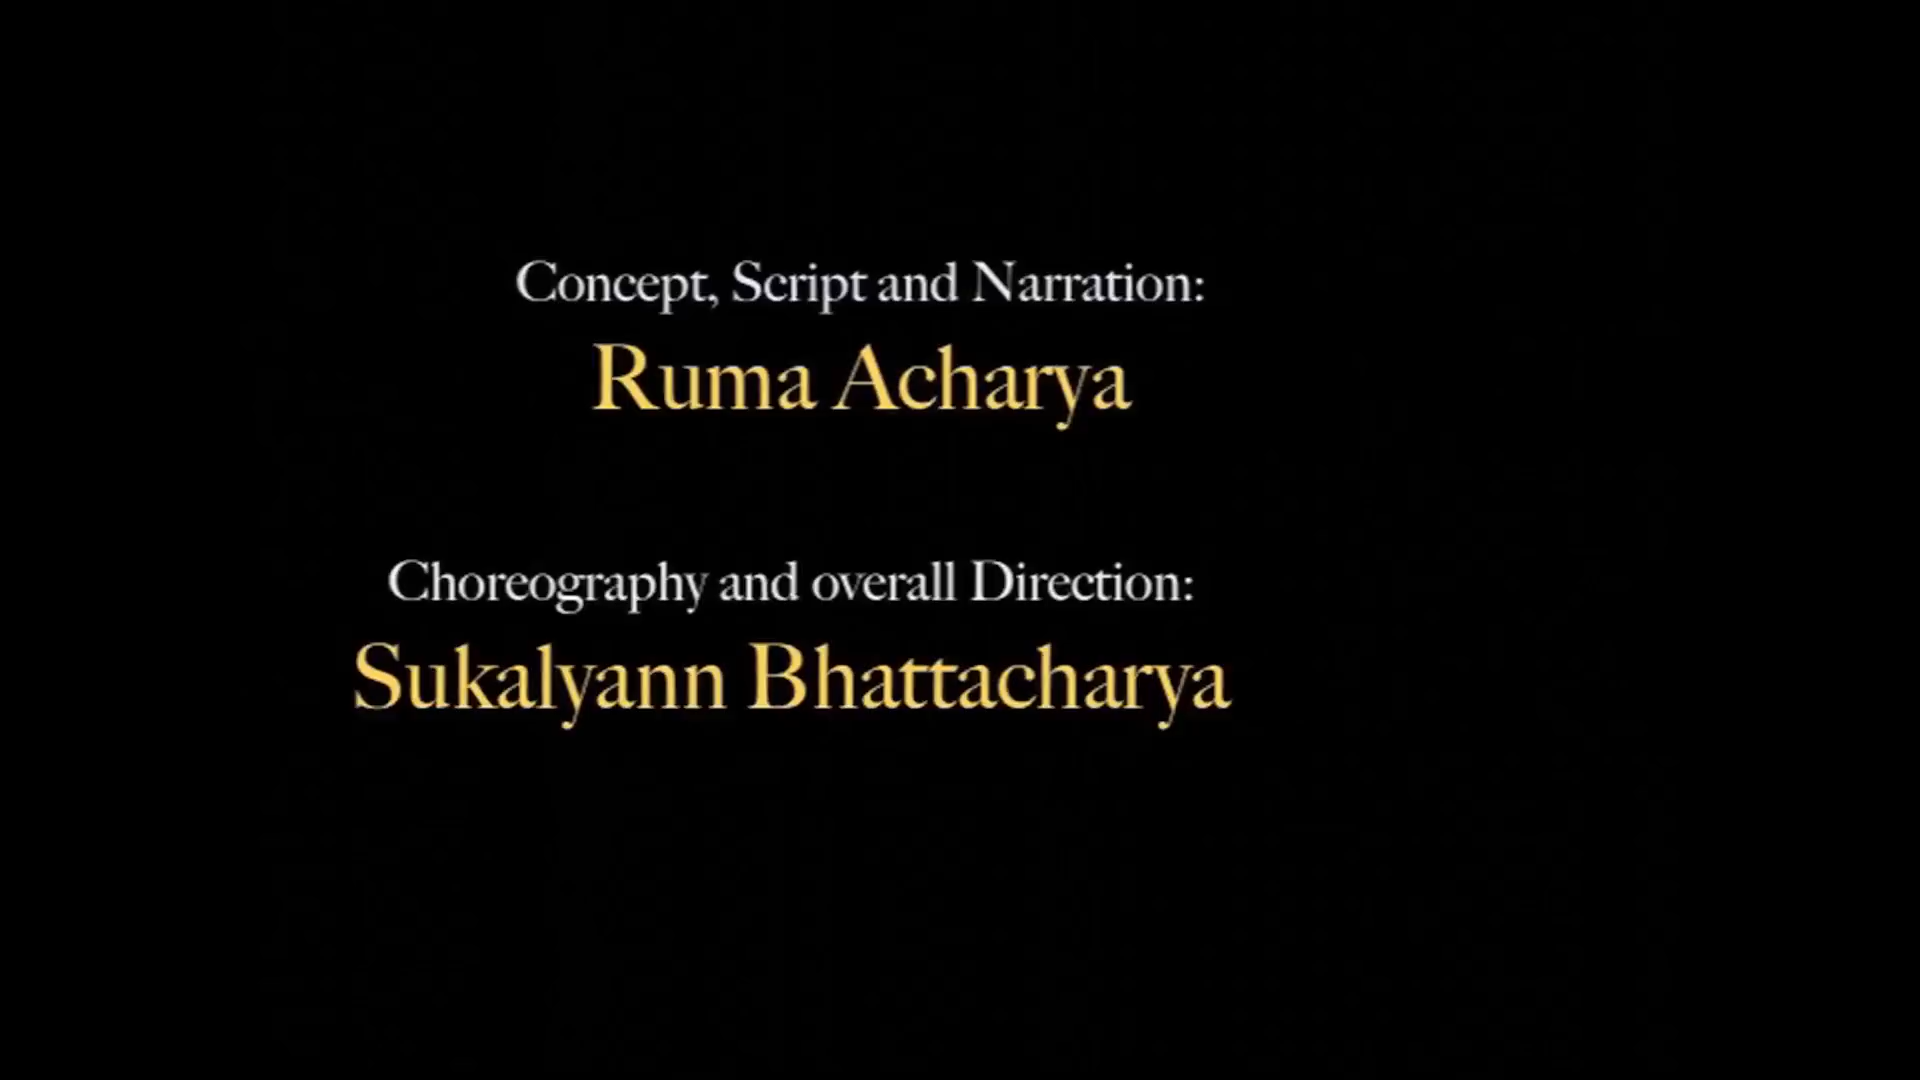 Concept, Script and Narration:
Ruma Acharya
Choreography and overall Direction:
Sukalyann Bhattacharya